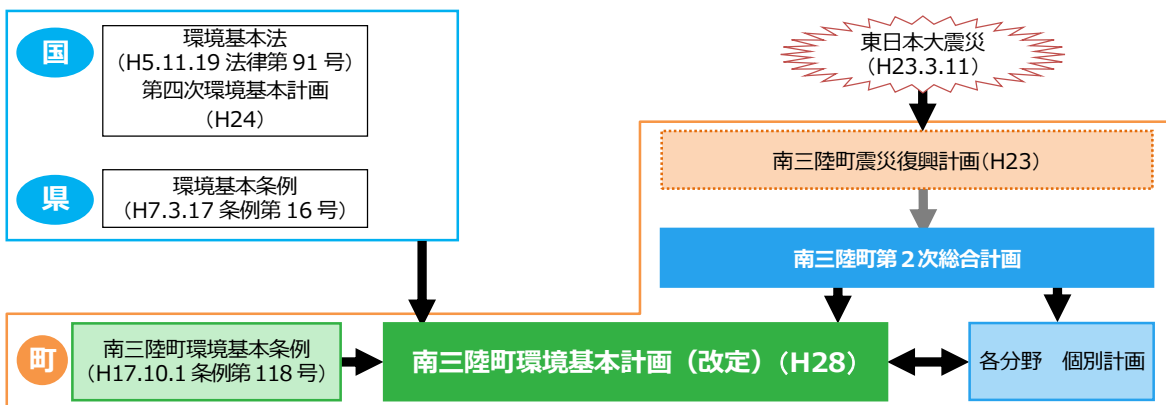 国
環境基本法
（H5.11.19 法律第 91 号）
第四次環境基本計画
（H24）
県
環境基本条例
（H7.3.17 条例第 16 号）
東日本大震災
（H23.3.11）
南三陸町震災復興計画(H23)
南三陸町第２次総合計画
町
南三陸町環境基本条例
（H17.10.1 条例第 118 号）
南三陸町環境基本計画（改定）（H28）
各分野　個別計画